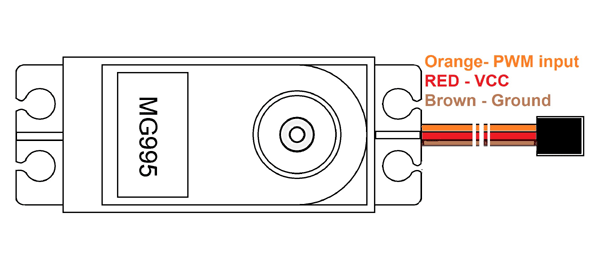 Orange- PWM input
RED - VCC
Brown - Ground
MG995